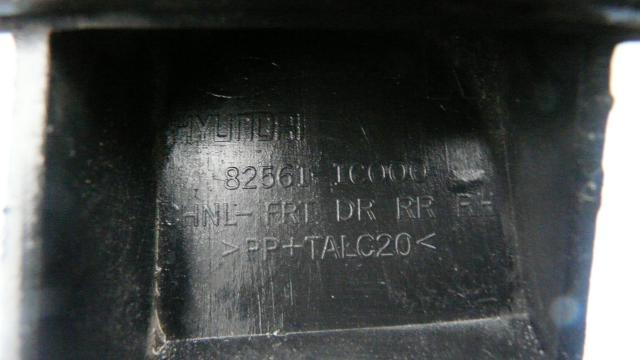 HYUNDAI
82561-1C000
CHNL- FRT DR RR RH
>PP+TALC20<